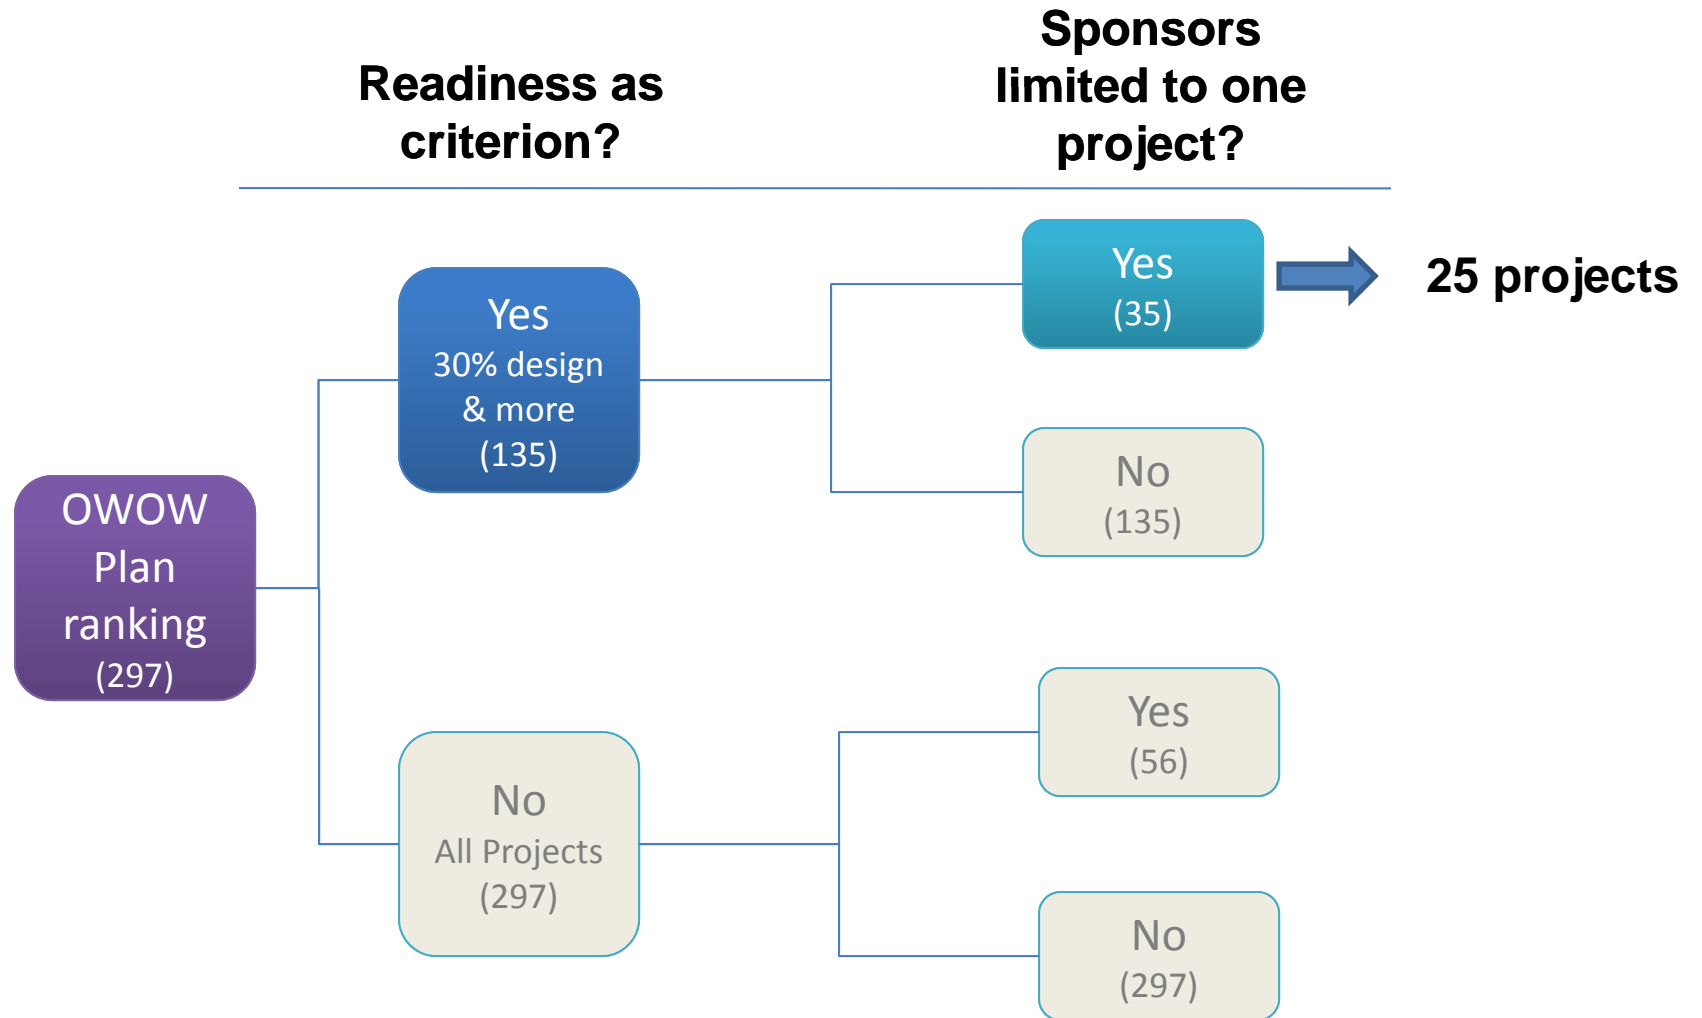 Readiness as
criterion?
Sponsors
limited to one
project?
OWOW
Plan
ranking
(297)
Yes
30% design
& more
(135)
No
All Projects
(297)
Yes
(35)
25 projects
No
(135)
Yes
(56)
No
(297)